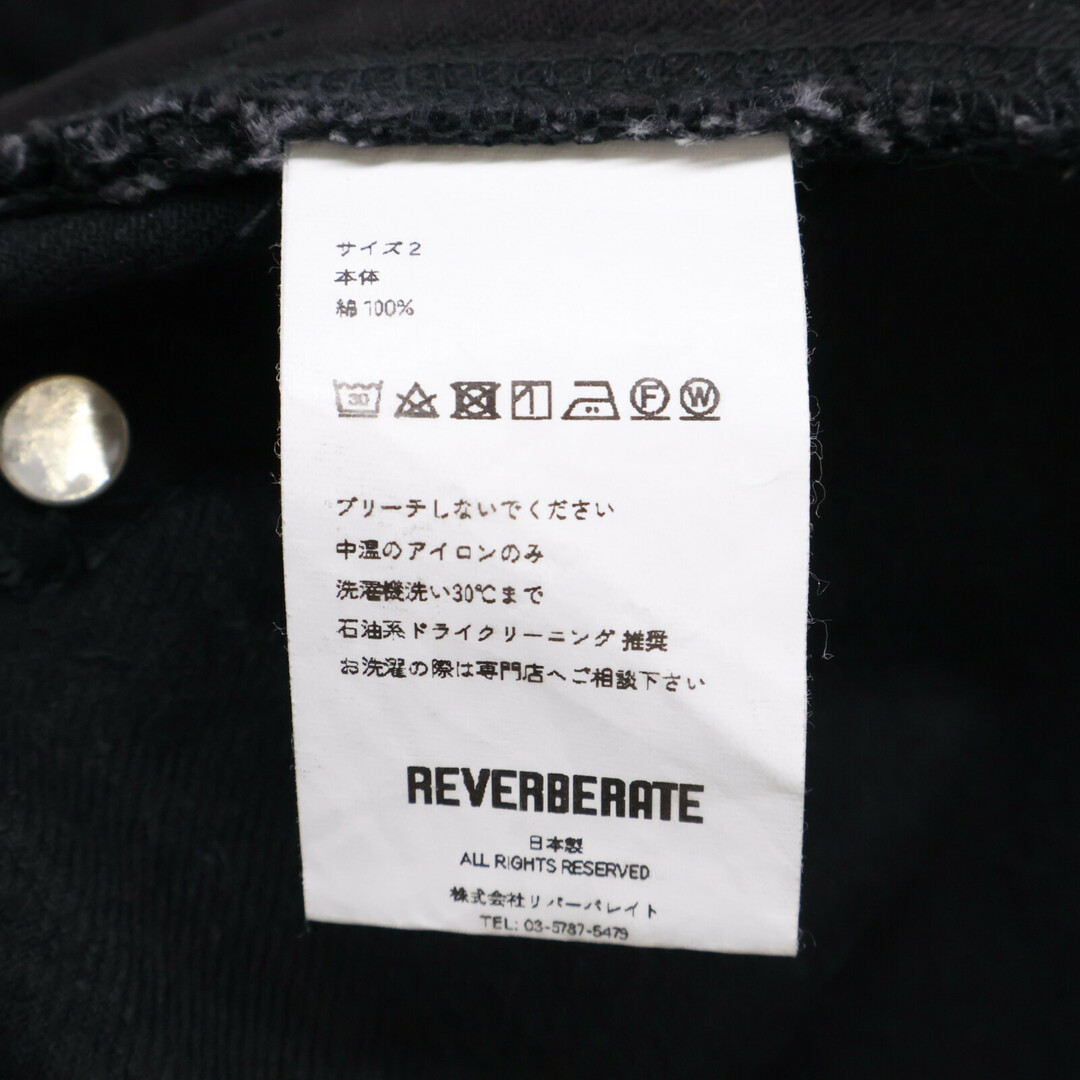 サイズ2
本体
綿 100%
30 F W
ブリーチしないでください
中温のアイロンのみ
洗濯機洗い30℃まで
石油系ドライクリーニング 推奨
お洗濯の際は専門店へご相談下さい
REVERBERATE
日本製
ALL RIGHTS RESERVED
株式会社リバーバレイト
TEL: 03-5787-5479